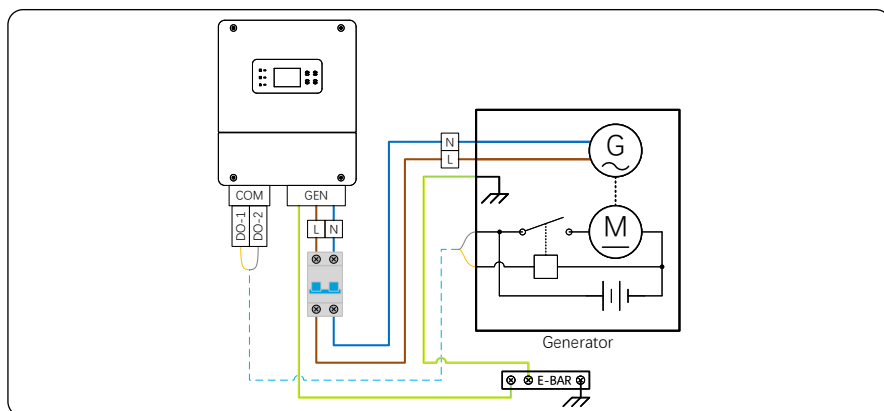 N
L
G
COM
GEN
DO-1
DO-2
L
N
M
Generator
E-BAR